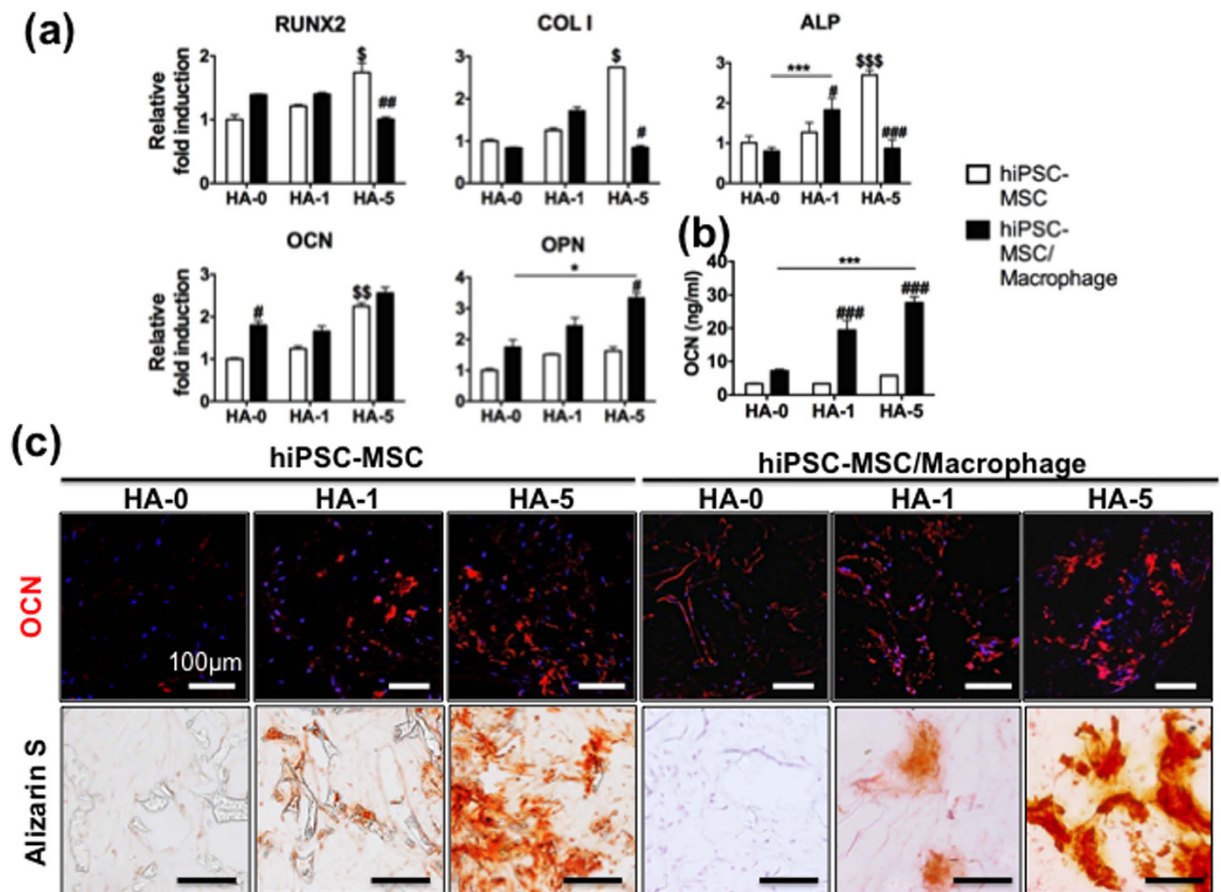 (a)
RUNX2
COL I
ALP
Relative
fold induction
2
1
0
$
##
HA-0 HA-1 HA-5
3
2
1
0
$
#
HA-0 HA-1 HA-5
3
2
1
0
***
#
$$$
###
HA-0 HA-1 HA-5
hiPSC-
MSC
hiPSC-
MSC/
Macrophage
OCN
OPN
(b)
Relative
fold induction
3
2
1
0
#
$$
HA-0 HA-1 HA-5
4
3
2
1
0
*
#
HA-0 HA-1 HA-5
OCN (ng/ml)
40
30
20
10
0
***
###
###
HA-0 HA-1 HA-5
(c)
hiPSC-MSC
hiPSC-MSC/Macrophage
HA-0 HA-1 HA-5 HA-0 HA-1 HA-5
OCN
100μm
Alizarin S